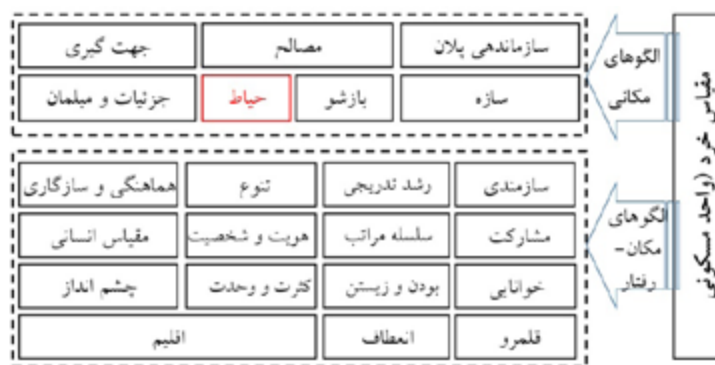 مقیاس خرد (واحد مسکونی
الگوهای
مکانی
سازماندهی پلان
مصالح
جهت گیری
سازه
بازشو
حیاط
جزئیات و مبلمان
الگوهای
مکان-
رفتار
سازمندی
رشد تدریجی
تنوع
هماهنگی و سازگاری
مشارکت
سلسله مراتب
هویت و شخصیت
مقیاس انسانی
خوانایی
بودن و زیستن
کثرت و وحدت
چشم انداز
قلمرو
انعطاف
اقلیم